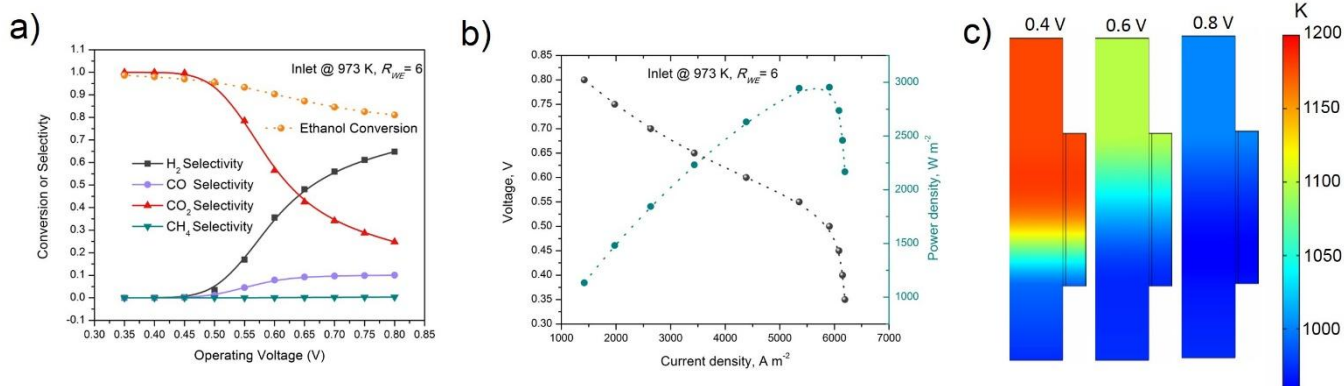 a)
Conversion or Selectivity
1.1
1.0
0.9
0.8
0.7
0.6
0.5
0.4
0.3
0.2
0.1
0.0
-0.1
Inlet @ 973 K, R_WE = 6
Ethanol Conversion
H2 Selectivity
CO Selectivity
CO2 Selectivity
CH4 Selectivity
0.30 0.35 0.40 0.45 0.50 0.55 0.60 0.65 0.70 0.75 0.80 0.85
Operating Voltage (V)
b)
Voltage, V
0.85
0.80
0.75
0.70
0.65
0.60
0.55
0.50
0.45
0.40
0.35
0.30
Inlet @ 973 K, R_WE = 6
3000
2500
2000
1500
1000
Power density, W m-2
1000 2000 3000 4000 5000 6000 7000
Current density, A m-2
c)
0.4 V 0.6 V 0.8 V
K
1200
1150
1100
1050
1000